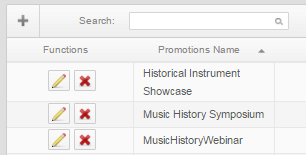 Search:
Functions Promotions Name
Historical Instrument
Showcase
Music History Symposium
MusicHistoryWebinar